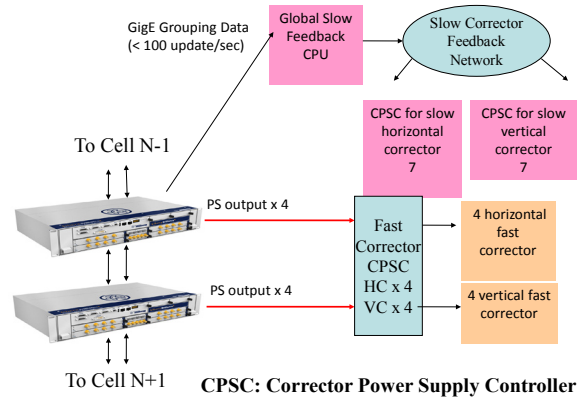 GigE Grouping Data
(< 100 update/sec)
Global Slow
Feedback
CPU
Slow Corrector
Feedback
Network
CPSC for slow
horizontal
corrector
7
CPSC for slow
vertical
corrector
7
To Cell N-1
PS output x 4
Fast
Corrector
CPSC
HC x 4
VC x 4
4 horizontal
fast
corrector
PS output x 4
4 vertical fast
corrector
To Cell N+1
CPSC: Corrector Power Supply Controller